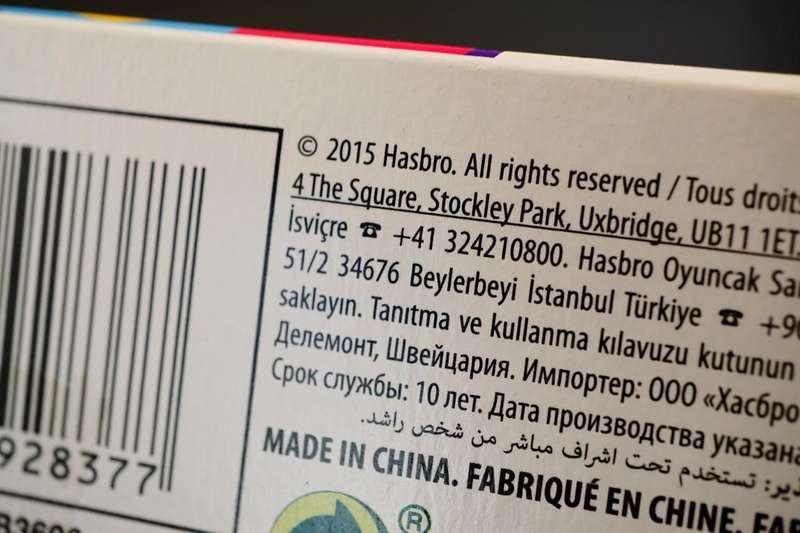 © 2015 Hasbro. All rights reserved / Tous droits
4 The Square, Stockley Park, Uxbridge, UB11 1ET.
İsviçre ☎ +41 324210800. Hasbro Oyuncak
51/2 34676 Beylerbeyi İstanbul Türkiye ☎ +90
saklayın. Tanıtma ve kullanma kılavuzu kutunun
Делемонт, Швейцария. Импортер: ООО «Хасбро
Срок службы: 10 лет. Дата производства указана
تستخدم تحت اشراف مباشر من شخص راشد.
MADE IN CHINA. FABRIQUÉ EN CHINE.
928377
®